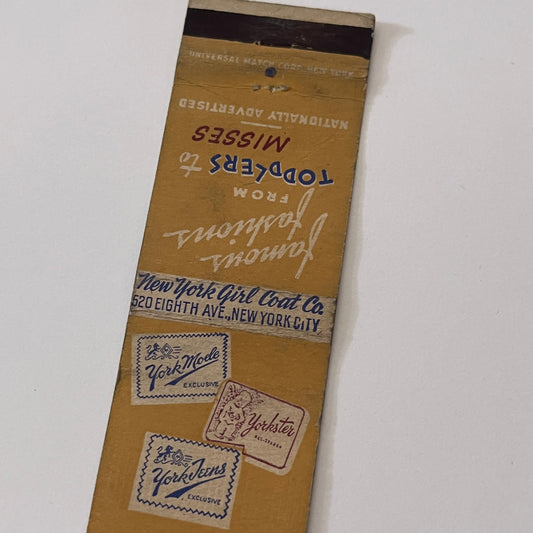 UNIVERSAL MATCH CORP. NEW YORK
famous
fashions
FROM
TODDLERS to
MISSES
NATIONALLY ADVERTISED
New York Girl Coat Co.
520 EIGHTH AVE., NEW YORK CITY
York Mode
EXCLUSIVE
Yorkster
York Teens
EXCLUSIVE